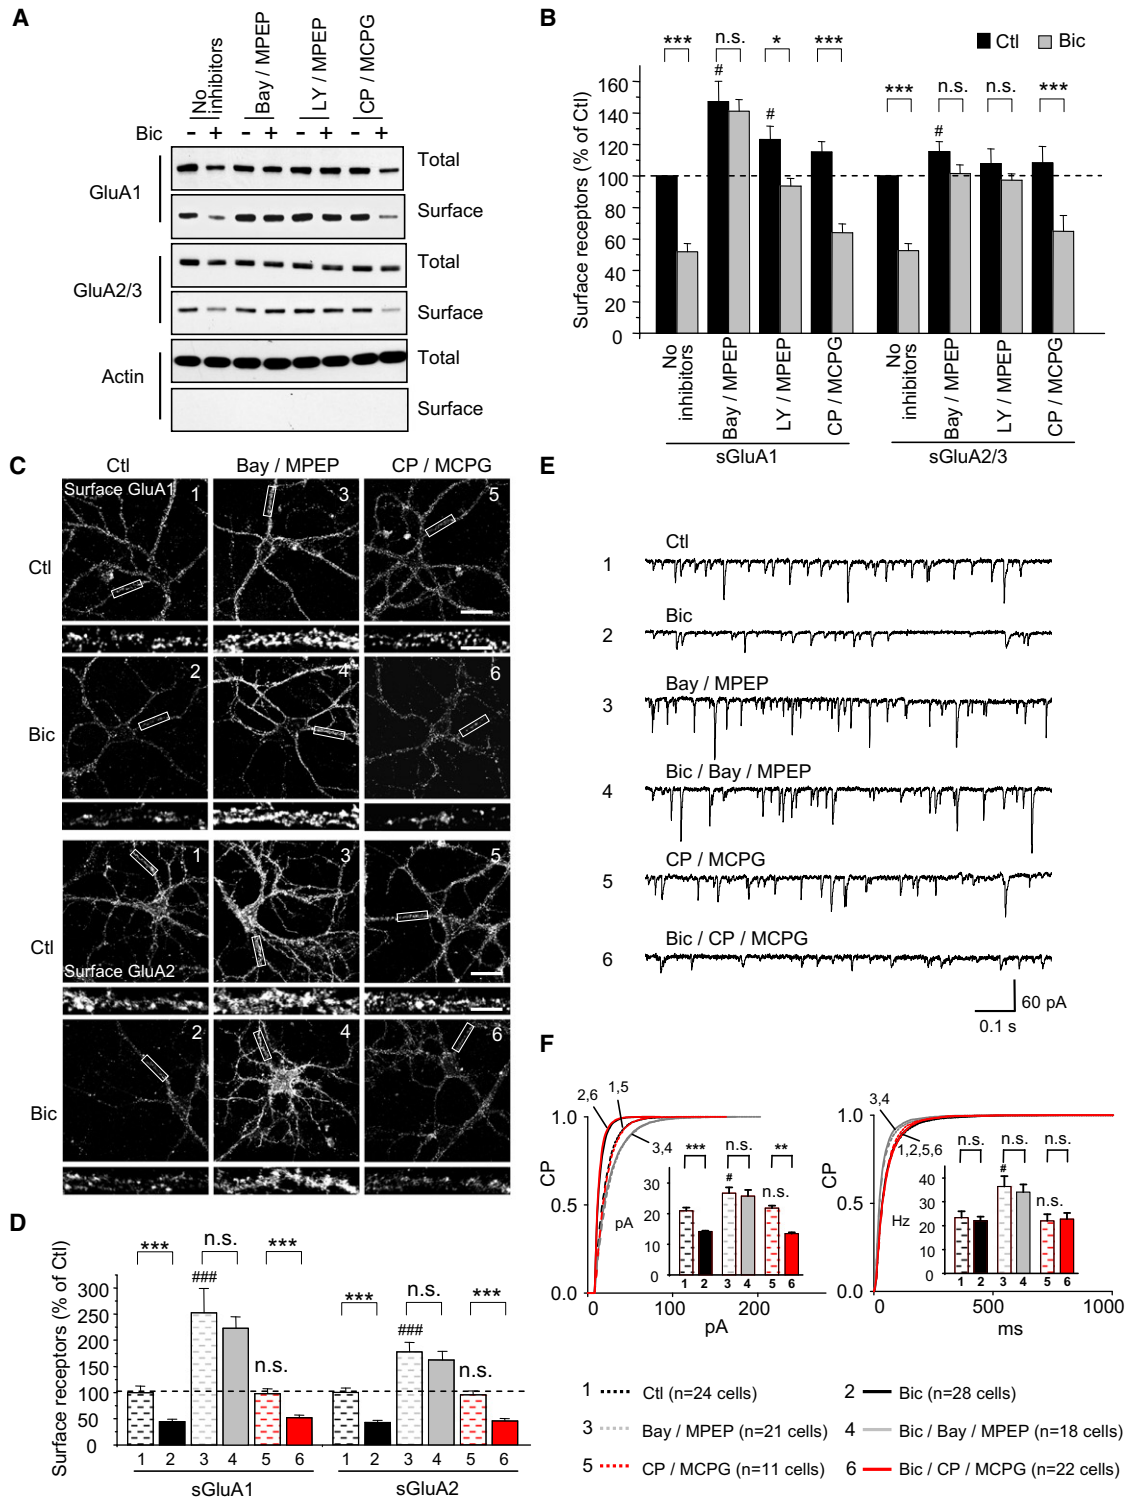 A
No inhibitors
Bay / MPEP
LY / MPEP
CP / MCPG
Bic - + - + - + - +
GluA1
Total
Surface
GluA2/3
Total
Surface
Actin
Total
Surface
B
Ctl Bic
*** n.s. * ***
*** n.s. n.s. ***
# # #
Surface receptors (% of Ctl)
160
140
120
100
80
60
40
20
0
No inhibitors
Bay / MPEP
LY / MPEP
CP / MCPG
No inhibitors
Bay / MPEP
LY / MPEP
CP / MCPG
sGluA1 sGluA2/3
C
Ctl Bay / MPEP CP / MCPG
Surface GluA1 1 3 5
Ctl
2 4 6
Bic
1 3 5
Ctl
Surface GluA2
2 4 6
Bic
D
*** n.s. ***
*** n.s. ***
### n.s.
### n.s.
Surface receptors (% of Ctl)
300
250
200
150
100
50
0
1 2 3 4 5 6 1 2 3 4 5 6
sGluA1 sGluA2
E
Ctl
1
Bic
2
Bay / MPEP
3
Bic / Bay / MPEP
4
CP / MCPG
5
Bic / CP / MCPG
6
60 pA
0.1 s
F
2,6 1,5 3,4
CP
1.0
0.5
0.0
0 100 200
pA
*** n.s. **
# n.s.
30
20
10
0
pA
1 2 3 4 5 6
3,4
1,2,5,6
CP
1.0
0.5
0.0
0 500 1000
ms
n.s. n.s. n.s.
# n.s.
40
30
20
10
0
Hz
1 2 3 4 5 6
1 Ctl (n=24 cells)
2 Bic (n=28 cells)
3 Bay / MPEP (n=21 cells)
4 Bic / Bay / MPEP (n=18 cells)
5 CP / MCPG (n=11 cells)
6 Bic / CP / MCPG (n=22 cells)